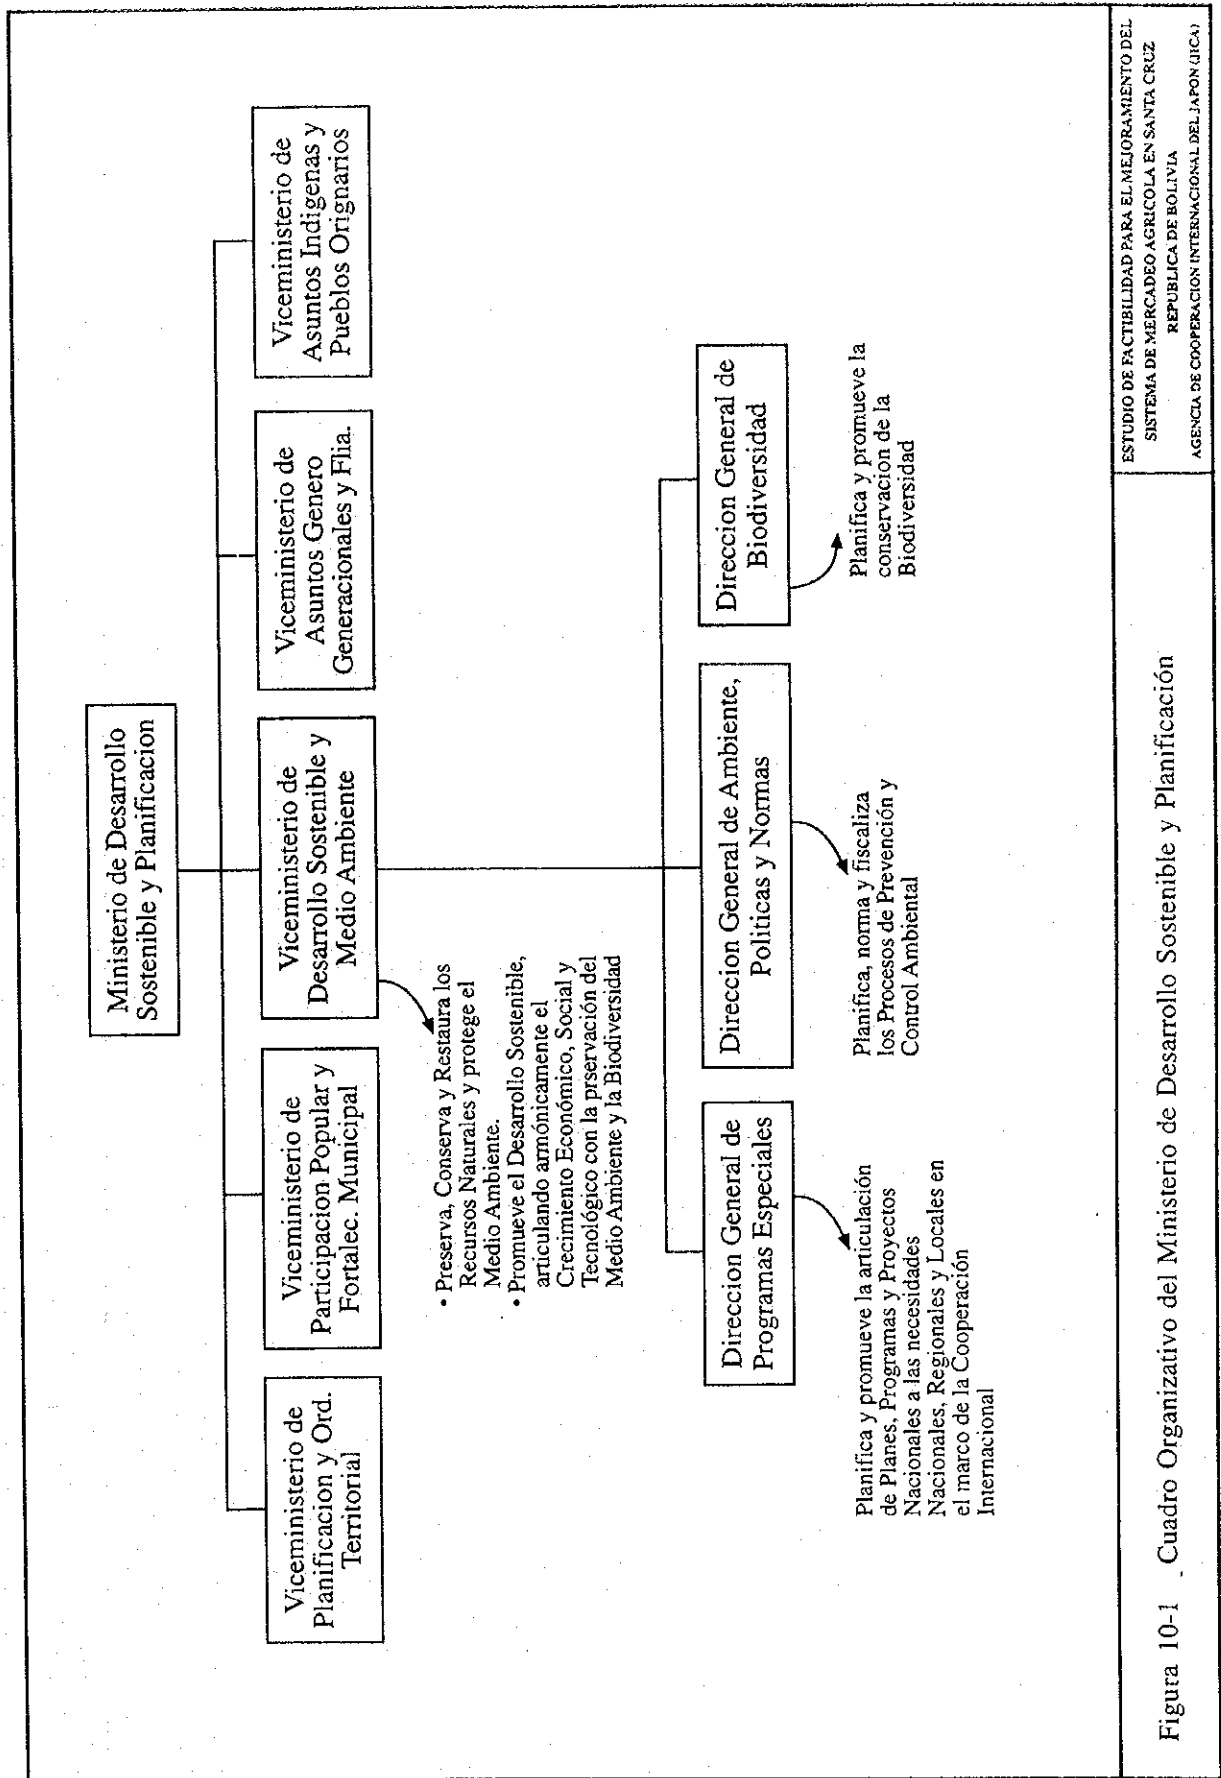 Ministerio de Desarrollo
Sostenible y Planificacion
Viceministerio de
Planificacion y Ord.
Territorial
Viceministerio de
Participacion Popular y
Fortalec. Municipal
Viceministerio de
Desarrollo Sostenible y
Medio Ambiente
Viceministerio de
Asuntos Genero
Generacionales y Flia.
Viceministerio de
Asuntos Indigenas y
Pueblos Orignarios
• Preserva, Conserva y Restaura los
Recursos Naturales y protege el
Medio Ambiente.
• Promueve el Desarrollo Sostenible,
articulando armónicamente el
Crecimiento Económico, Social y
Tecnológico con la prservación del
Medio Ambiente y la Biodiversidad
Direccion General de
Programas Especiales
Direccion General de Ambiente,
Politicas y Normas
Direccion General de
Biodiversidad
Planifica y promueve la articulación
de Planes, Programas y Proyectos
Nacionales a las necesidades
Nacionales, Regionales y Locales en
el marco de la Cooperación
Internacional
Planifica, norma y fiscaliza
los Procesos de Prevención y
Control Ambiental
Planifica y promueve la
conservacion de la
Biodiversidad
Figura 10-1 Cuadro Organizativo del Ministerio de Desarrollo Sostenible y Planificación
ESTUDIO DE FACTIBILIDAD PARA EL MEJORAMIENTO DEL
SISTEMA DE MERCADEO AGRICOLA EN SANTA CRUZ
REPUBLICA DE BOLIVIA
AGENCIA DE COOPERACION INTERNACIONAL DEL JAPON (JICA)